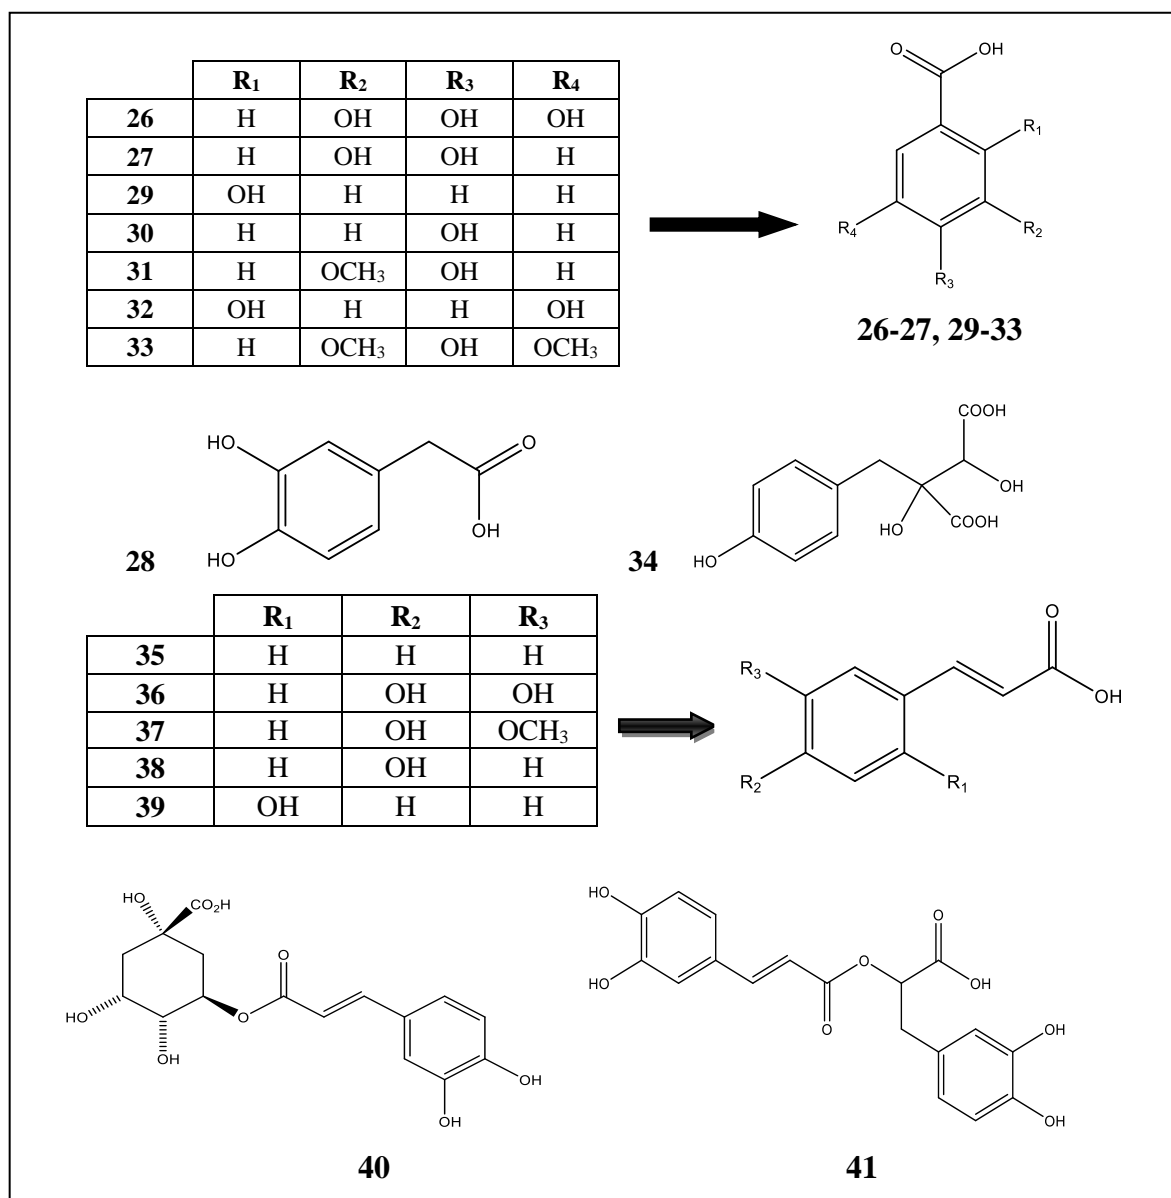 R₁ R₂ R₃ R₄
26 H OH OH OH
27 H OH OH H
29 OH H H H
30 H H OH H
31 H OCH₃ OH H
32 OH H H OH
33 H OCH₃ OH OCH₃
O OH
R₁
R₄ R₂
R₃
26-27, 29-33
HO O
OH
HO
28
COOH
OH
HO COOH
HO
34
R₁ R₂ R₃
35 H H H
36 H OH OH
37 H OH OCH₃
38 H OH H
39 OH H H
O
R₃
OH
R₂ R₁
HO CO₂H
O
HO O
OH
OH
OH
40
HO
O
O
HO OH
O
OH
OH
41